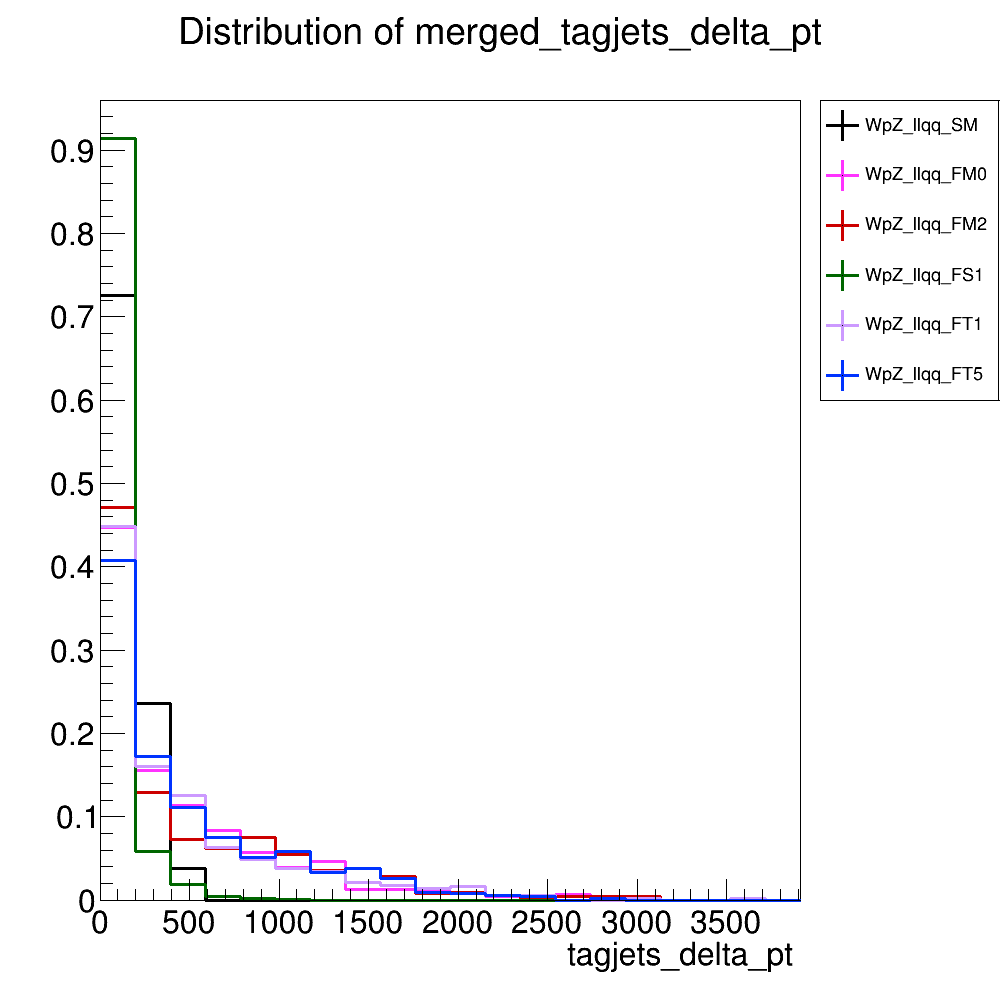 Distribution of merged_tagjets_delta_pt
WpZ_llqq_SM
WpZ_llqq_FM0
WpZ_llqq_FM2
WpZ_llqq_FS1
WpZ_llqq_FT1
WpZ_llqq_FT5
0.9
0.8
0.7
0.6
0.5
0.4
0.3
0.2
0.1
0
0 500 1000 1500 2000 2500 3000 3500
tagjets_delta_pt